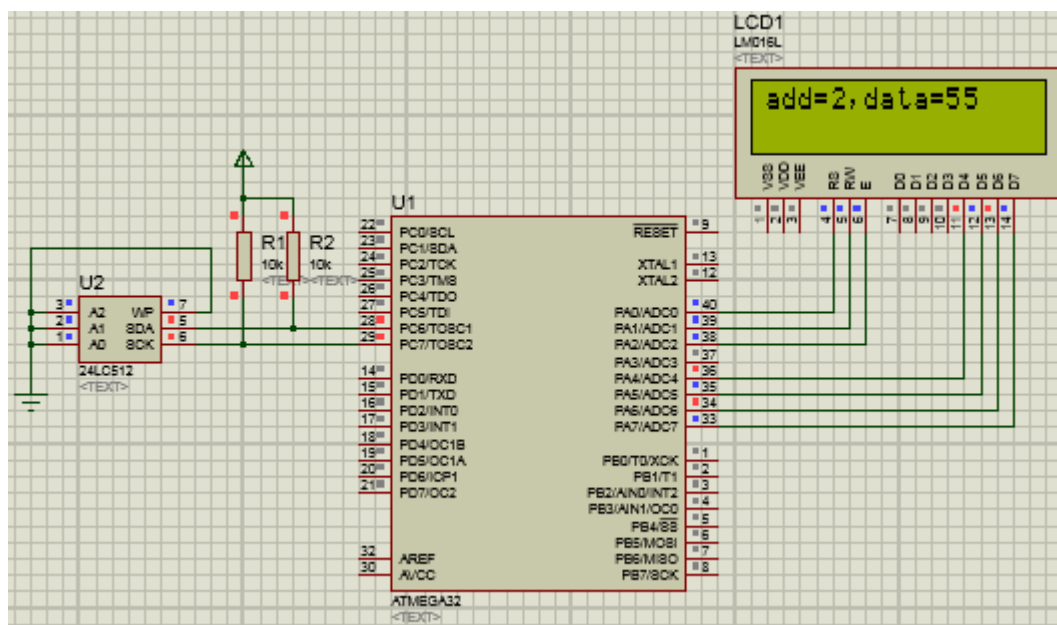 LCD1
LM016L
<TEXT>
add=2,data=55
VSS VDD VEE RS RW E D0 D1 D2 D3 D4 D5 D6 D7
1 2 3 4 5 6 7 8 9 10 11 12 13 14
R1
10k
<TEXT>
R2
10k
<TEXT>
U2
3 A2 WP 7
2 A1 SDA 5
1 A0 SCK 6
24LC512
<TEXT>
U1
22 PC0/SCL RESET 9
23 PC1/SDA
24 PC2/TCK XTAL1 13
25 PC3/TMS XTAL2 12
26 PC4/TDO
27 PC5/TDI PA0/ADC0 40
28 PC6/TOSC1 PA1/ADC1 39
29 PC7/TOSC2 PA2/ADC2 38
PA3/ADC3 37
14 PD0/RXD PA4/ADC4 36
15 PD1/TXD PA5/ADC5 35
16 PD2/INT0 PA6/ADC6 34
17 PD3/INT1 PA7/ADC7 33
18 PD4/OC1B
19 PD5/OC1A PB0/T0/XCK 1
20 PD6/ICP1 PB1/T1 2
21 PD7/OC2 PB2/AIN0/INT2 3
PB3/AIN1/OC0 4
PB4/SS 5
PB5/MOSI 6
32 AREF PB6/MISO 7
30 AVCC PB7/SCK 8
ATMEGA32
<TEXT>